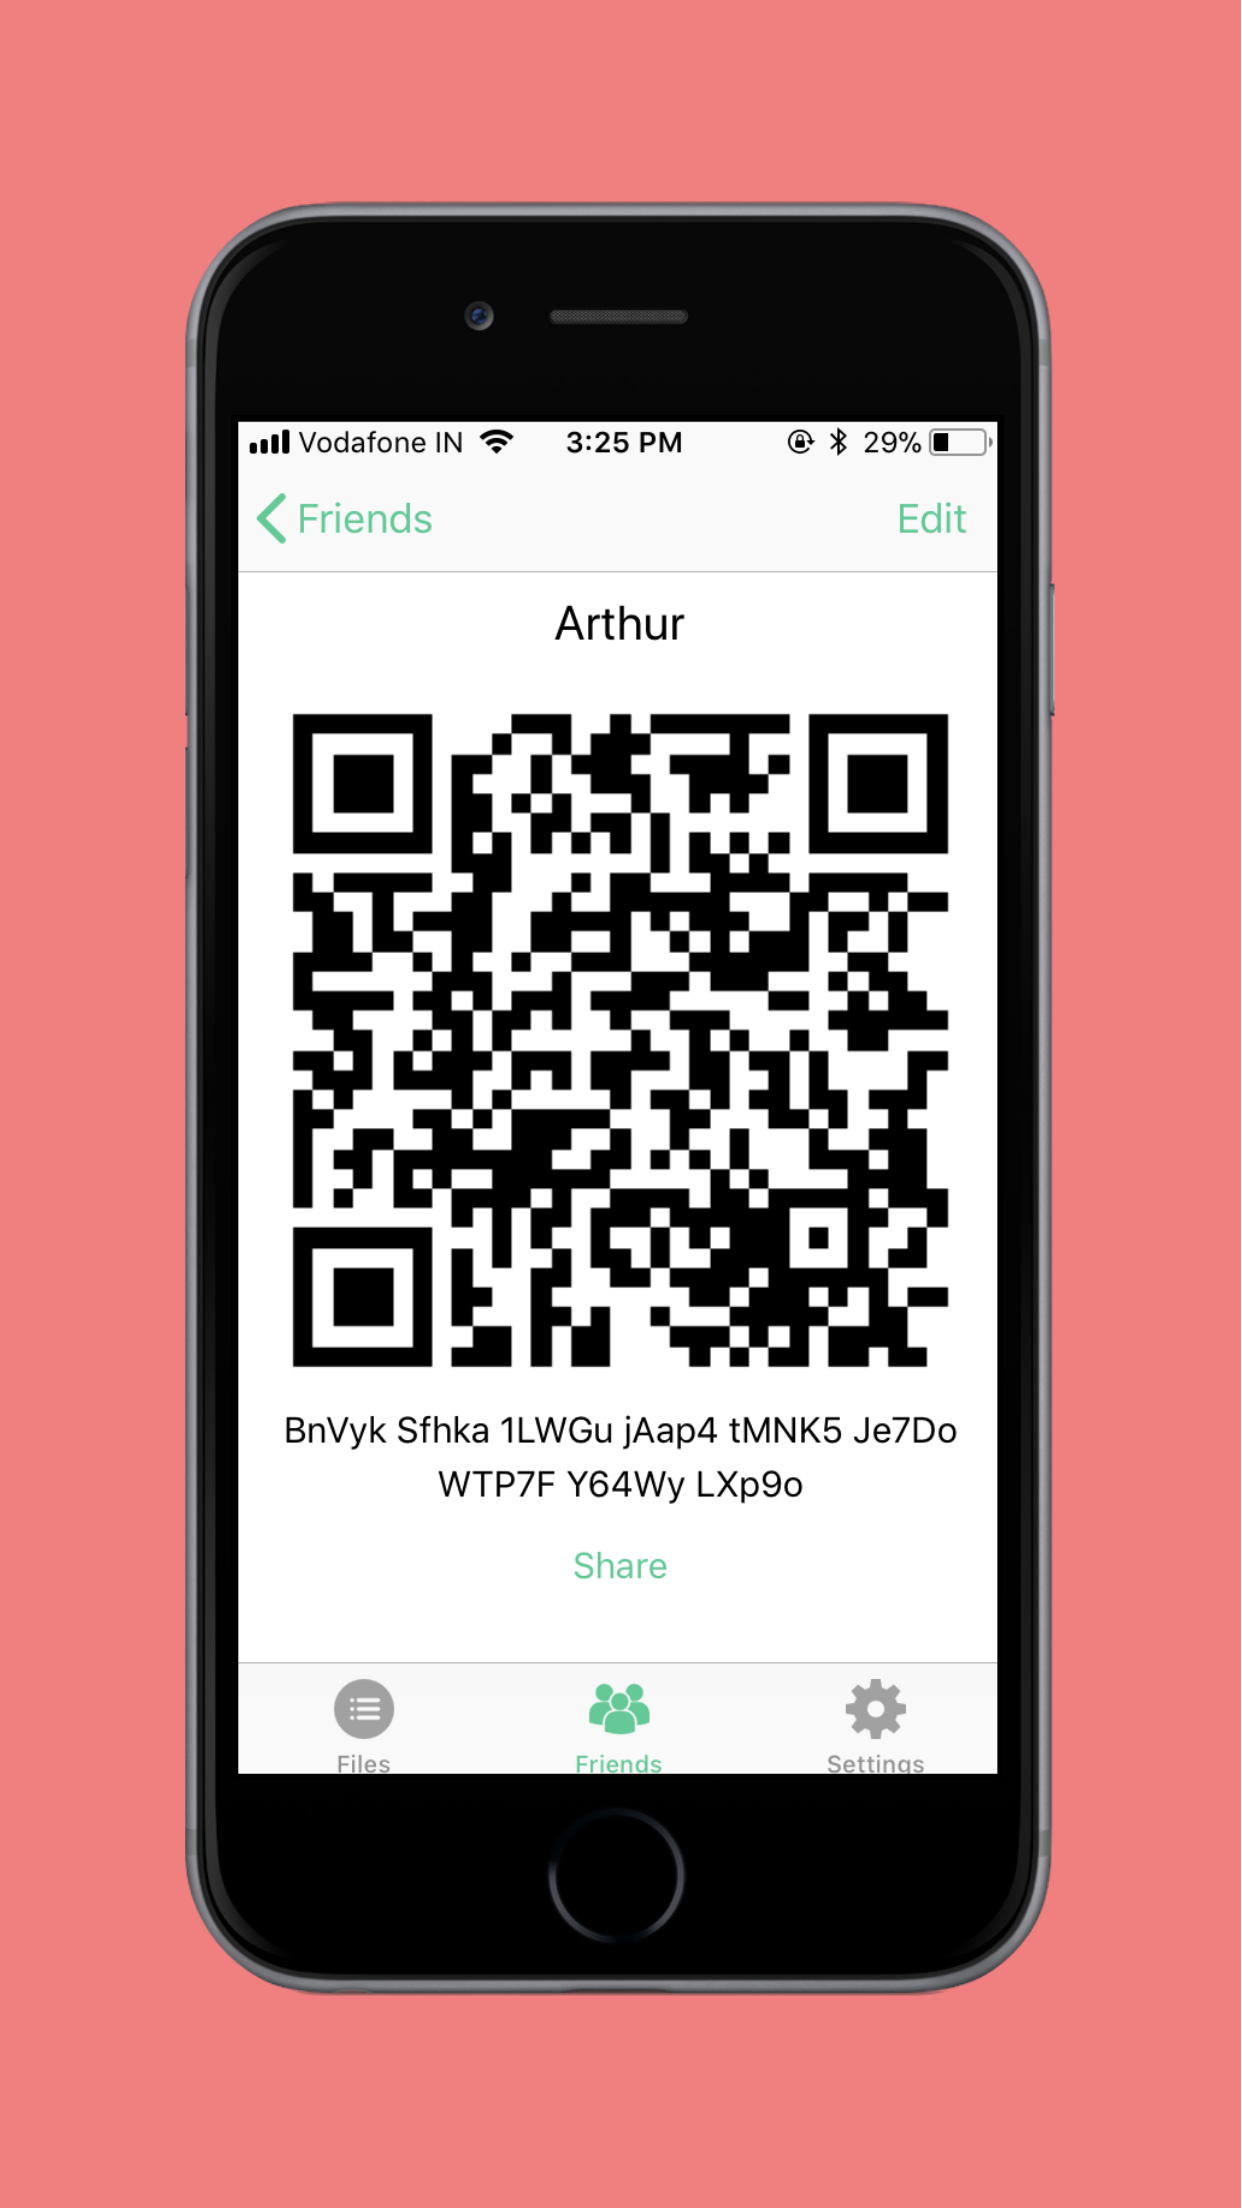 Vodafone IN 3:25 PM 29%
Friends Edit
Arthur
BnVyk Sfhka 1LWGu jAap4 tMNK5 Je7Do
WTP7F Y64Wy LXp9o
Share
Files Friends Settings